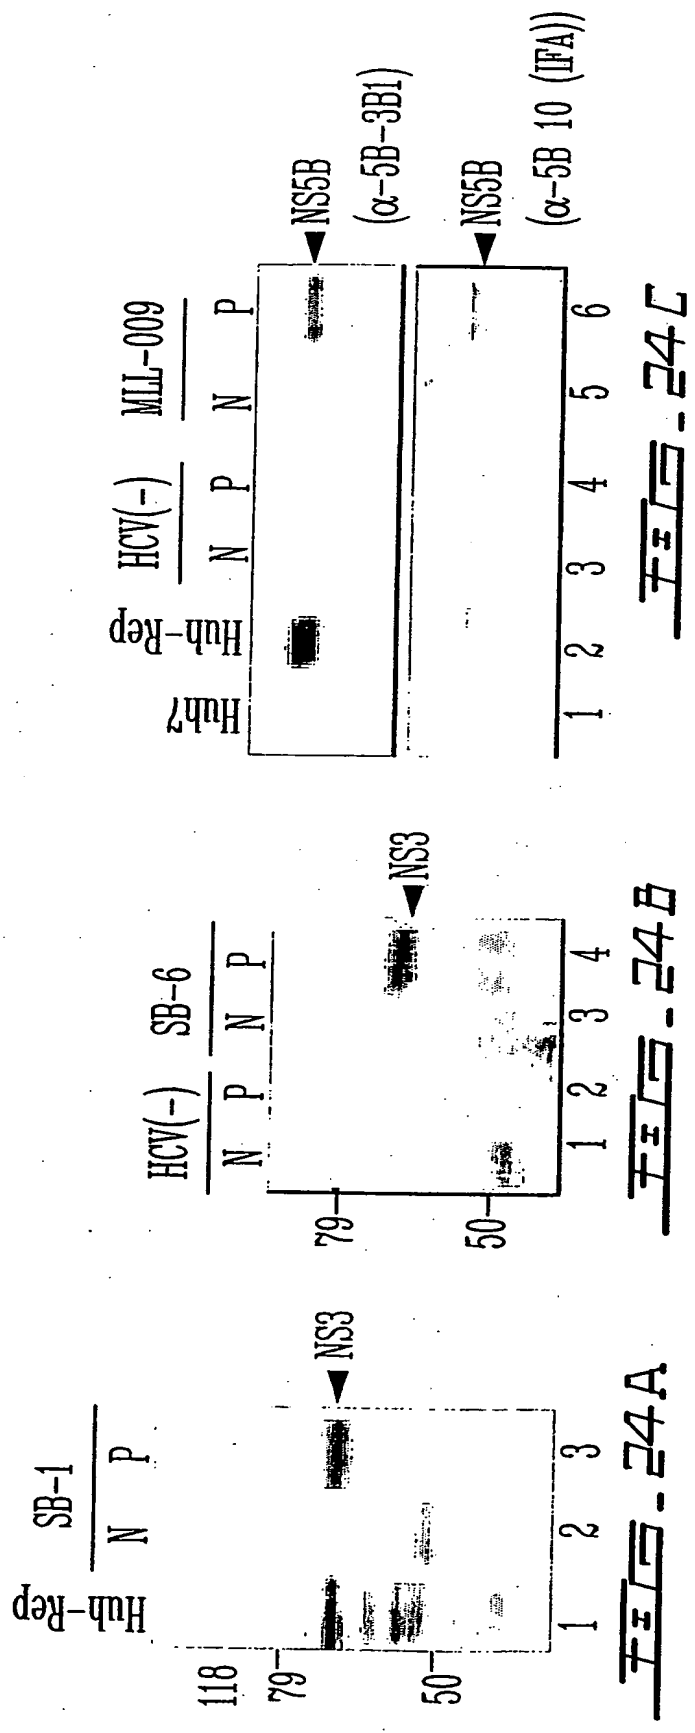 SB-1
Huh-Rep N P
118
79
50
NS3
1 2 3
FIG. 24A
HCV(-) SB-6
N P N P
79
50
NS3
1 2 3 4
FIG. 24B
HCV(-) MLL-009
Huh7 Huh-Rep N P N P
NS5B
(α-5B-3B1)
NS5B
(α-5B 10 (IFA))
1 2 3 4 5 6
FIG. 24C